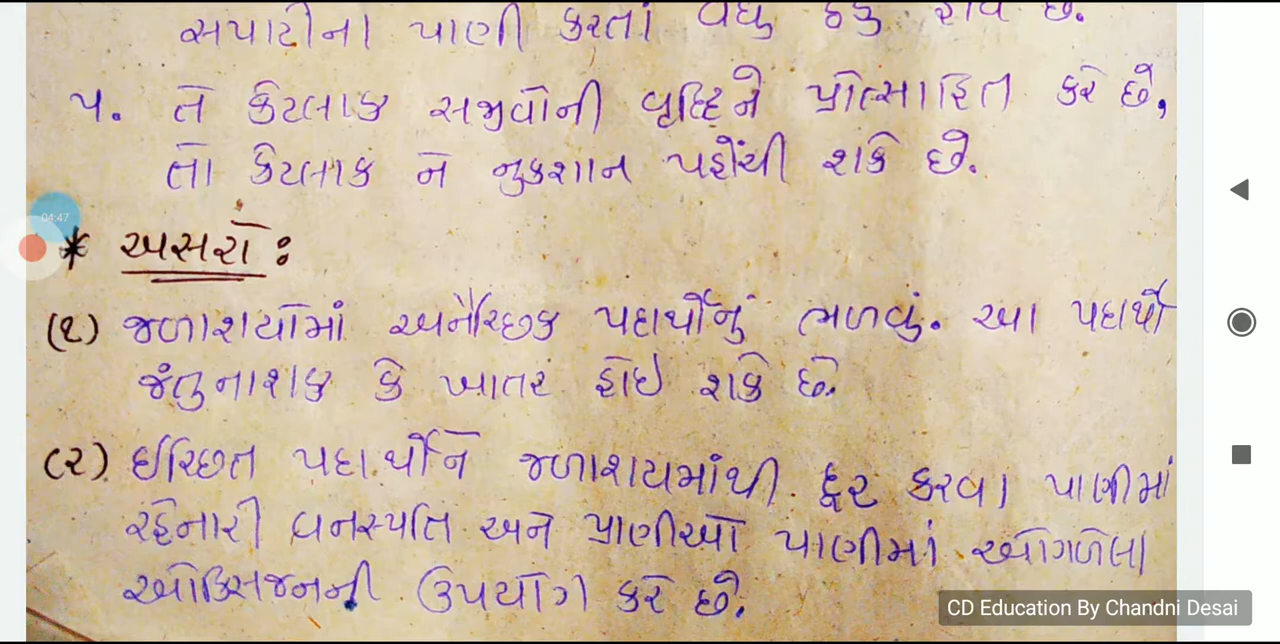 સપાટીના પાણી કરતાં વધુ ઠંડુ હોય છે.
૫. તે કેટલાક સજીવોની વૃદ્ધિને પ્રોત્સાહિત કરે છે,
તો કેટલાક ને નુકશાન પહોંચી શકે છે.
04:47
* અસરો :
(૧) જળાશયોમાં અનૈચ્છિક પદાર્થોનું ભળવું. આ પદાર્થો
જંતુનાશક કે ખાતર હોઇ શકે છે.
(૨) ઇચ્છિત પદાર્થોને જળાશયમાંથી દૂર કરવા પાણીમાં
રહેનારી વનસ્પતિ અને પ્રાણીઓ પાણીમાં ઓગળેલા
ઓક્સિજનની ઉપયોગ કરે છે.
CD Education By Chandni Desai